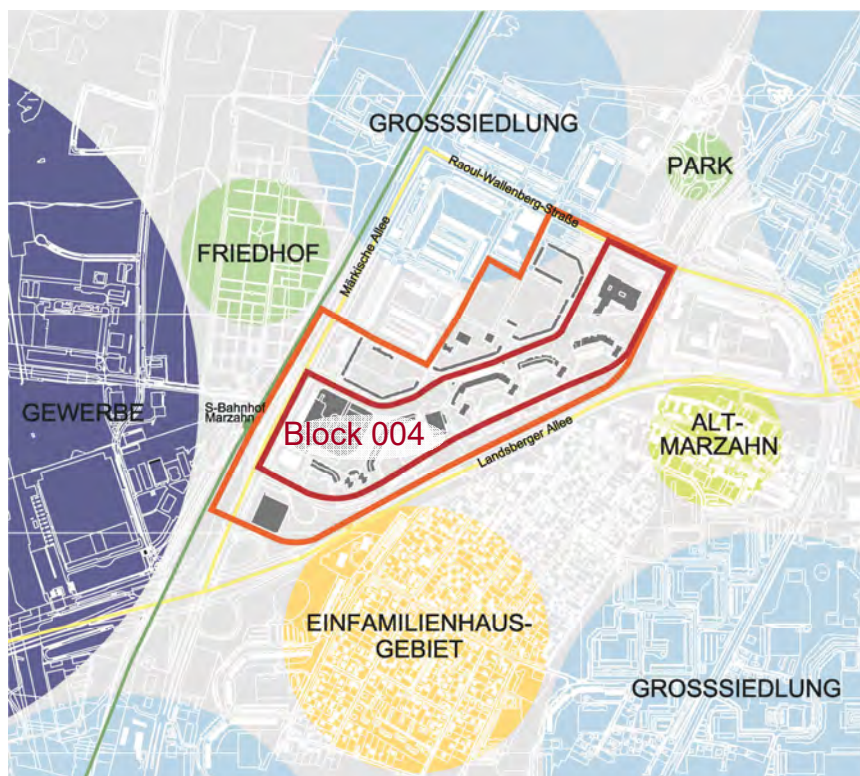 GROSSSIEDLUNG
PARK
Raoul-Wallenberg-Straße
FRIEDHOF
Märkische Allee
GEWERBE
S-Bahnhof
Marzahn
Block 004
Landsberger Allee
ALT-
MARZAHN
EINFAMILIENHAUS-
GEBIET
GROSSSIEDLUNG